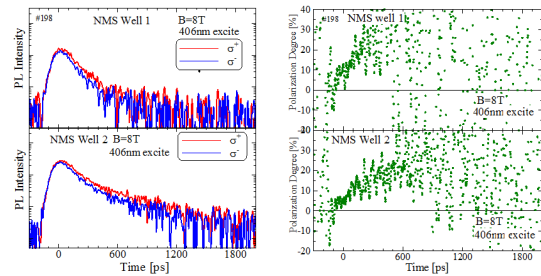 #198
NMS Well 1
B=8T
406nm excite
σ+
σ-
PL Intensity
NMS Well 2 B=8T
406nm excite
σ+
σ-
PL Intensity
0 600 1200 1800
Time [ps]
#198
NMS Well 1
40
30
20
10
0
-10
20
Polarization Degree [%]
B=8T
406nm excite
NMS Well 2
30
20
10
0
-10
-20
Polarization Degree [%]
B=8T
406nm excite
0 600 1200 1800
Time [ps]